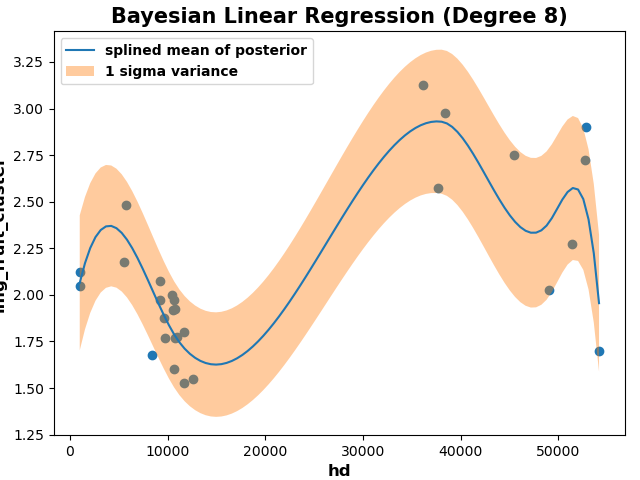 Bayesian Linear Regression (Degree 8)
splined mean of posterior
1 sigma variance
3.25
3.00
2.75
2.50
2.25
2.00
1.75
1.50
1.25
0 10000 20000 30000 40000 50000
hd